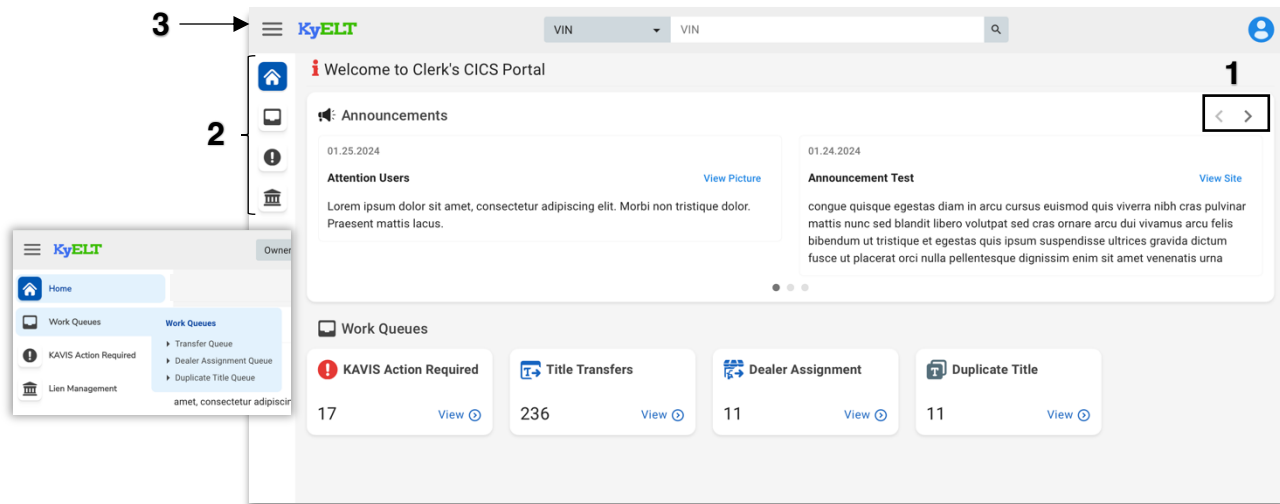 3
KyELT
VIN
VIN
Welcome to Clerk's CICS Portal
1
Announcements
2
01.25.2024
Attention Users
View Picture
Lorem ipsum dolor sit amet, consectetur adipiscing elit. Morbi non tristique dolor.
Praesent mattis lacus.
01.24.2024
Announcement Test
View Site
congue quisque egestas diam in arcu cursus euismod quis viverra nibh cras pulvinar
mattis nunc sed blandit libero volutpat sed cras ornare arcu dui vivamus arcu felis
bibendum ut tristique et egestas quis ipsum suspendisse ultrices gravida dictum
fusce ut placerat orci nulla pellentesque dignissim enim sit amet venenatis urna
KyELT
Owner
Home
Work Queues
KAVIS Action Required
Lien Management
Work Queues
Transfer Queue
Dealer Assignment Queue
Duplicate Title Queue
amet, consectetur adipiscin
Work Queues
KAVIS Action Required
17
View
Title Transfers
236
View
Dealer Assignment
11
View
Duplicate Title
11
View